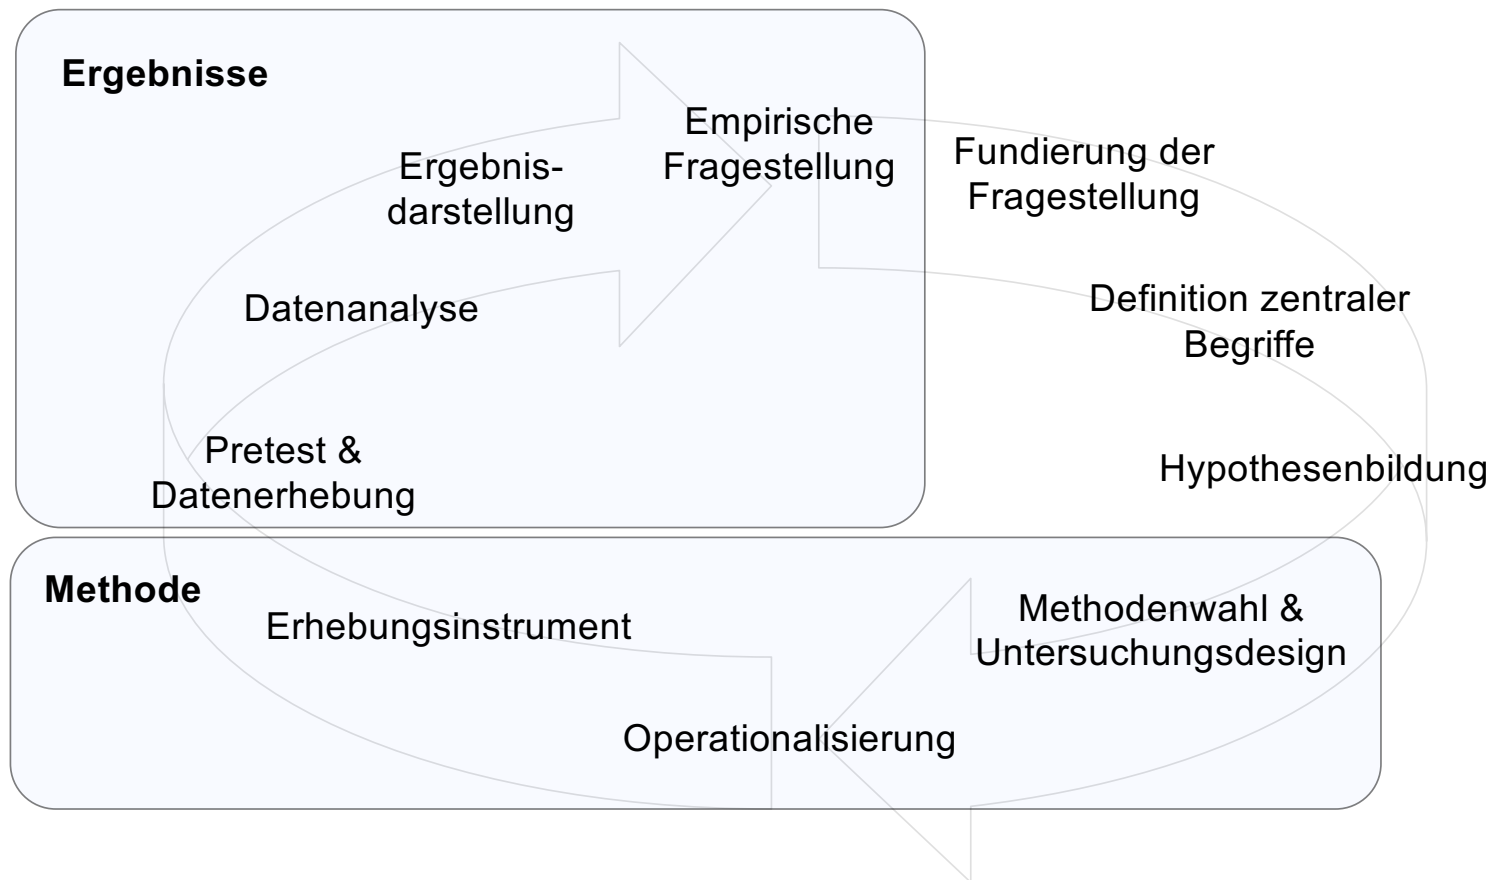 Ergebnisse
Empirische
Fragestellung
Fundierung der
Fragestellung
Ergebnis-
darstellung
Definition zentraler
Begriffe
Datenanalyse
Hypothesenbildung
Pretest &
Datenerhebung
Methode
Methodenwahl &
Untersuchungsdesign
Erhebungsinstrument
Operationalisierung